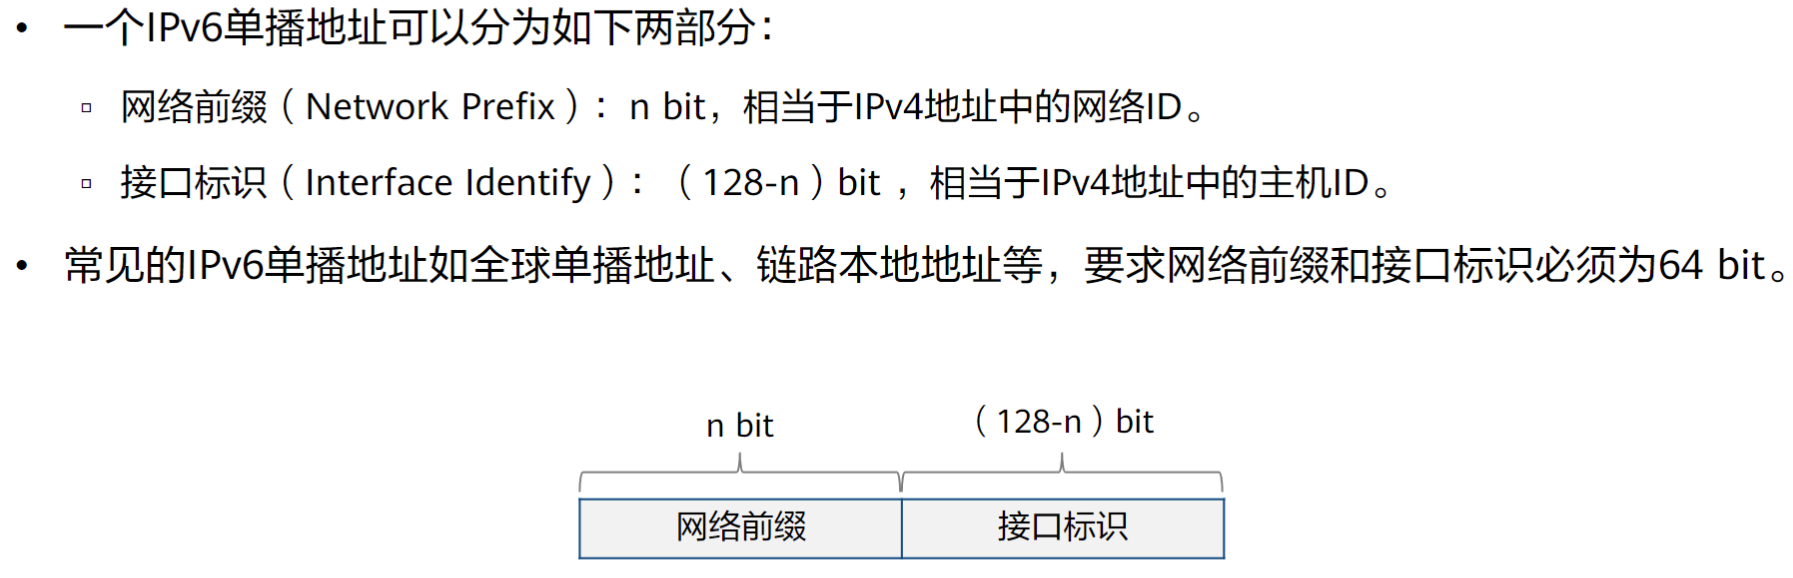 • 一个IPv6单播地址可以分为如下两部分：
▫ 网络前缀（Network Prefix）：n bit，相当于IPv4地址中的网络ID。
▫ 接口标识（Interface Identify）：（128-n）bit ，相当于IPv4地址中的主机ID。
• 常见的IPv6单播地址如全球单播地址、链路本地地址等，要求网络前缀和接口标识必须为64 bit。
n bit
（128-n）bit
网络前缀
接口标识